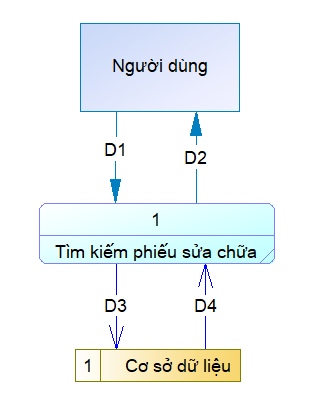 Người dùng
D1
D2
1
Tìm kiếm phiếu sửa chữa
D3
D4
1 Cơ sở dữ liệu